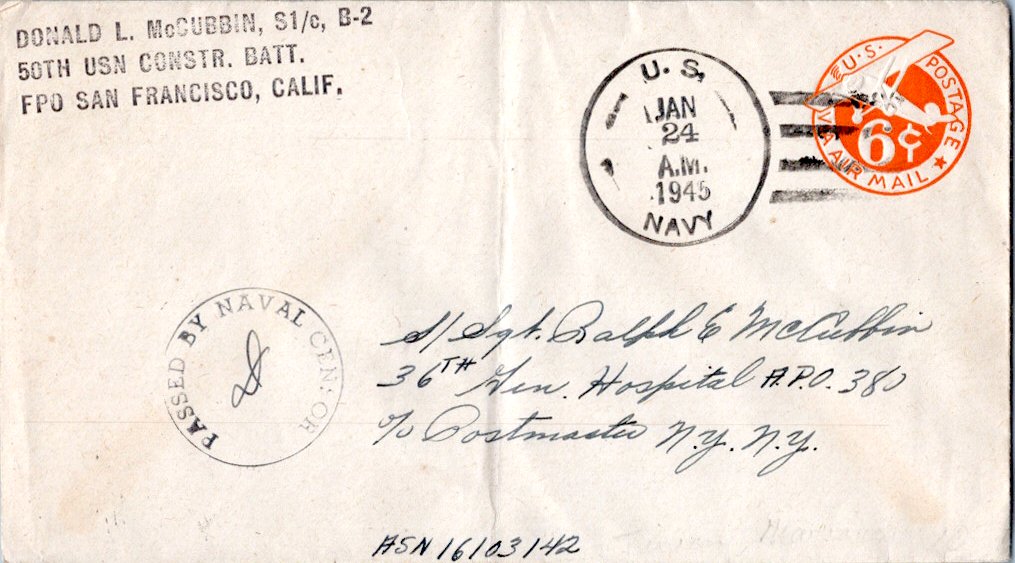 DONALD L. McCUBBIN, S1/c, B-2
50TH USN CONSTR. BATT.
FPO SAN FRANCISCO, CALIF.
U. S.
JAN
24
A.M.
1945
NAVY
U.S. POSTAGE
6¢
VIA AIR MAIL
PASSED BY NAVAL CENSOR
S/Sgt. Ralph E McCubbin
36TH Gen. Hospital A.P.O. 380
c/o Postmaster N.Y. N.Y.
ASN 16103142